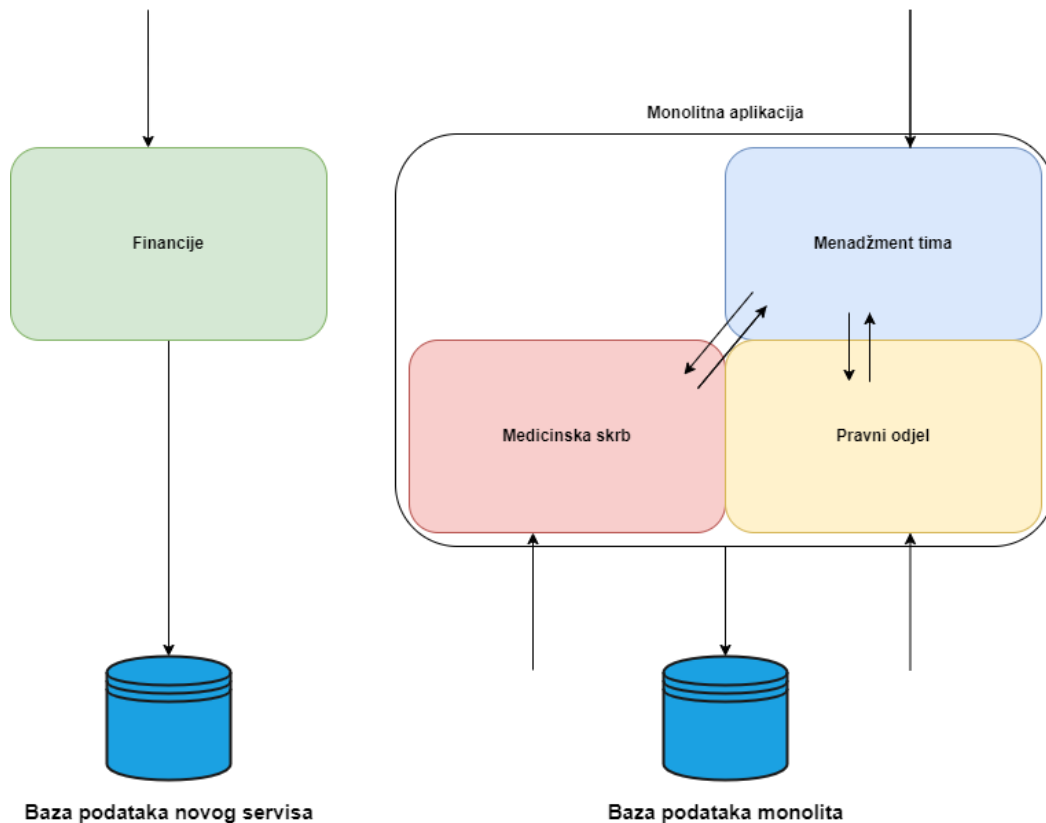 Monolitna aplikacija
Financije
Menadžment tima
Medicinska skrb
Pravni odjel
Baza podataka novog servisa
Baza podataka monolita